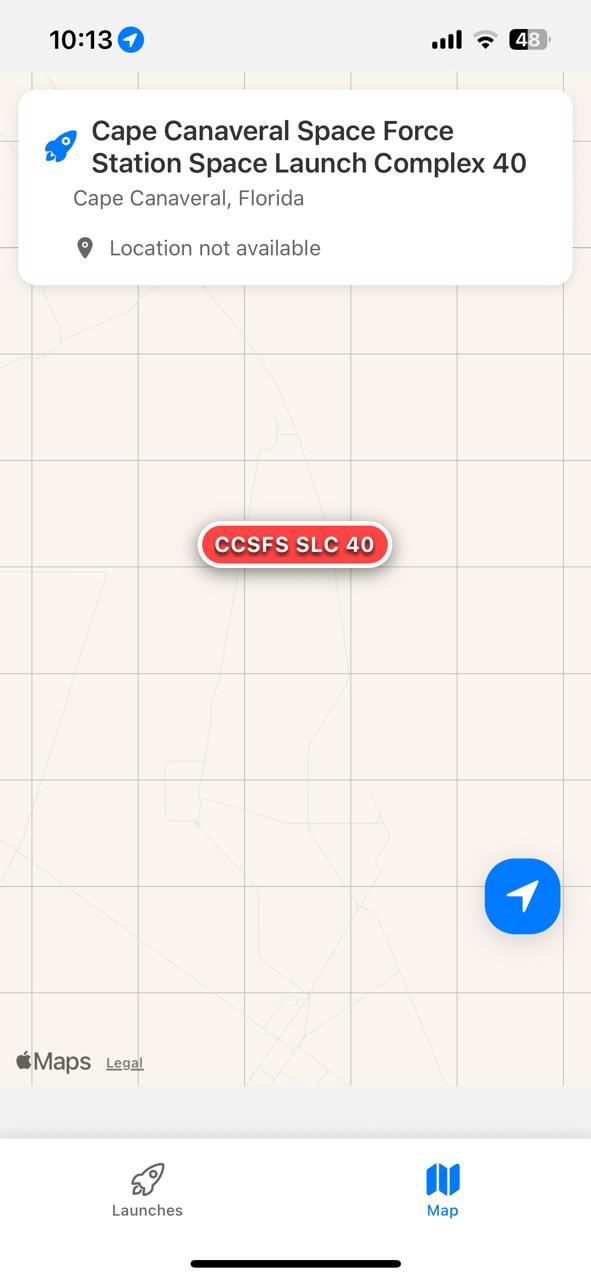 10:13
48
Cape Canaveral Space Force
Station Space Launch Complex 40
Cape Canaveral, Florida
Location not available
CCSFS SLC 40
Maps Legal
Launches Map